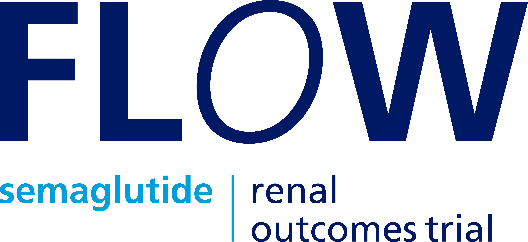 FLOW
semaglutide | renal
outcomes trial